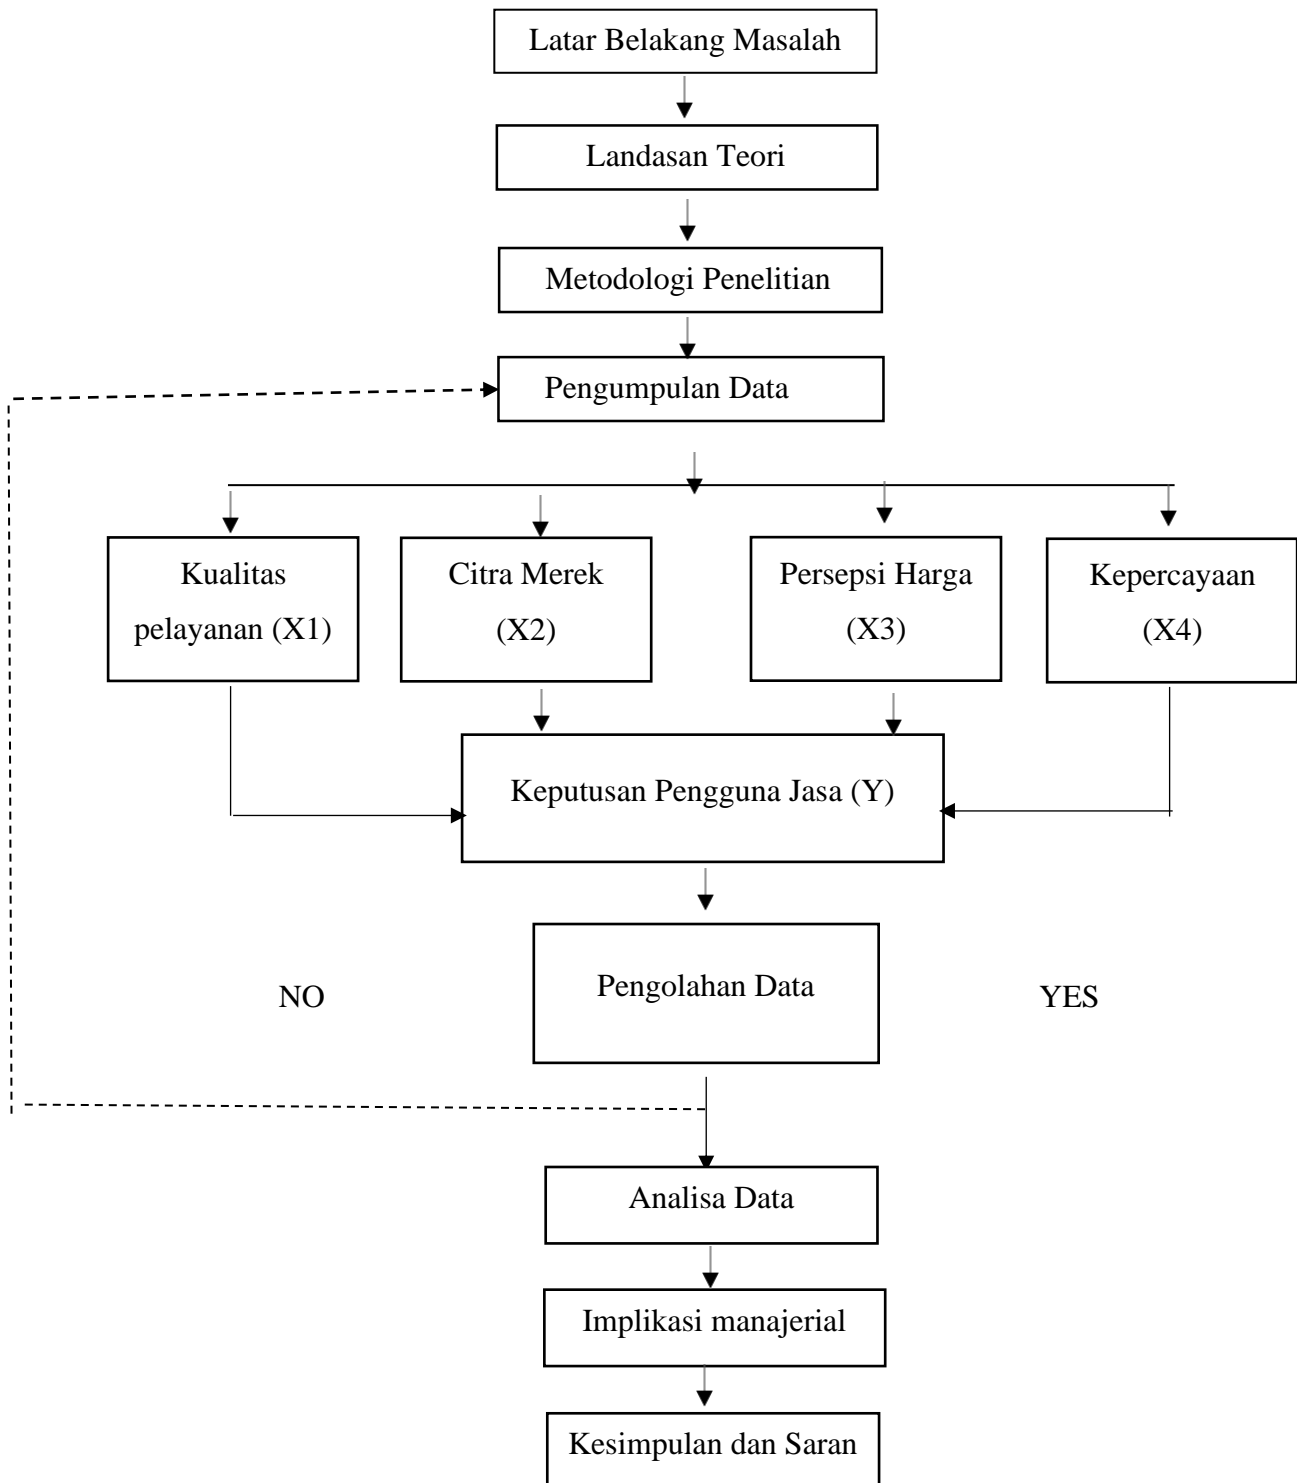 Latar Belakang Masalah
Landasan Teori
Metodologi Penelitian
Pengumpulan Data
Kualitas
pelayanan (X1)
Citra Merek
(X2)
Persepsi Harga
(X3)
Kepercayaan
(X4)
Keputusan Pengguna Jasa (Y)
NO
Pengolahan Data
YES
Analisa Data
Implikasi manajerial
Kesimpulan dan Saran